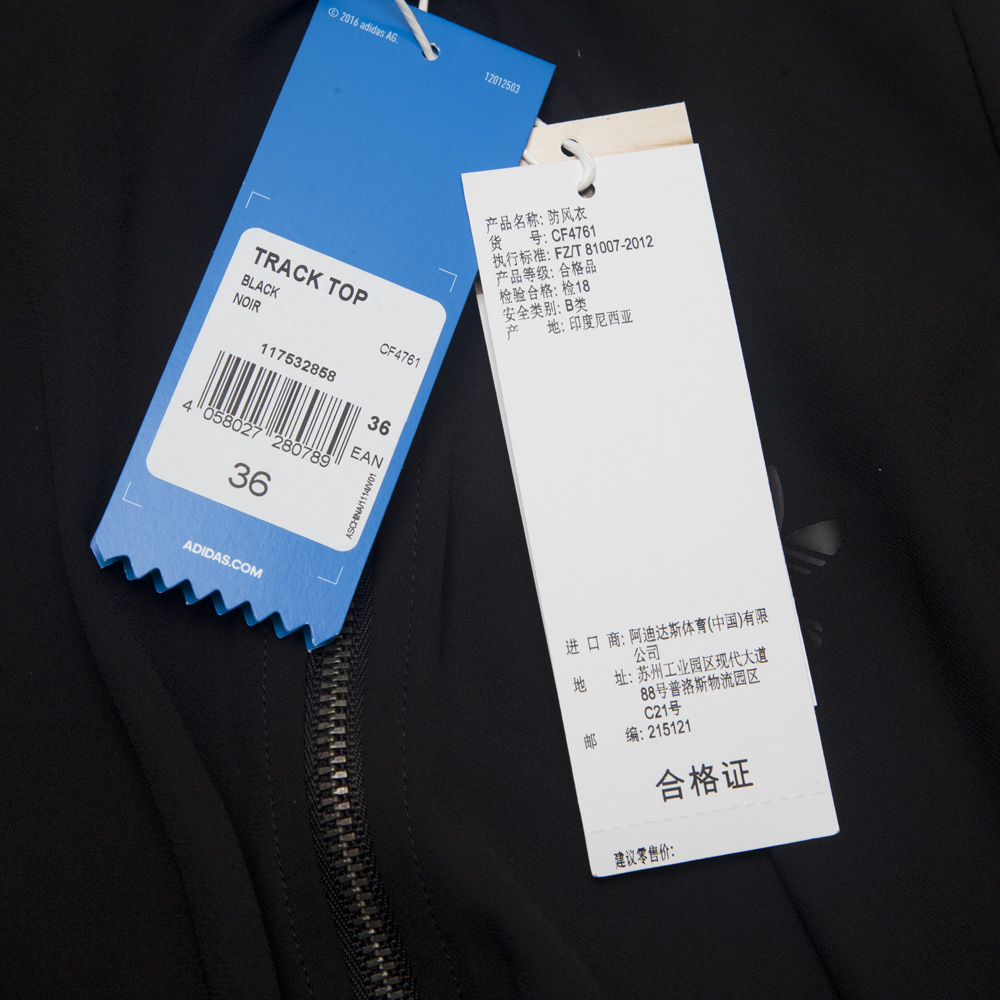 © 2016 adidas AG.
12012503
TRACK TOP
BLACK
NOIR
CF4761
117532858
36
4 058027 280789
EAN
36
ASCHINA/1114/V01
ADIDAS.COM
产品名称: 防风衣
货 号: CF4761
执行标准: FZ/T 81007-2012
产品等级: 合格品
检验合格: 检18
安全类别: B类
产 地: 印度尼西亚
进 口 商: 阿迪达斯体育(中国)有限
公司
地 址: 苏州工业园区现代大道
88号普洛斯物流园区
C21号
邮 编: 215121
合格证
建议零售价: